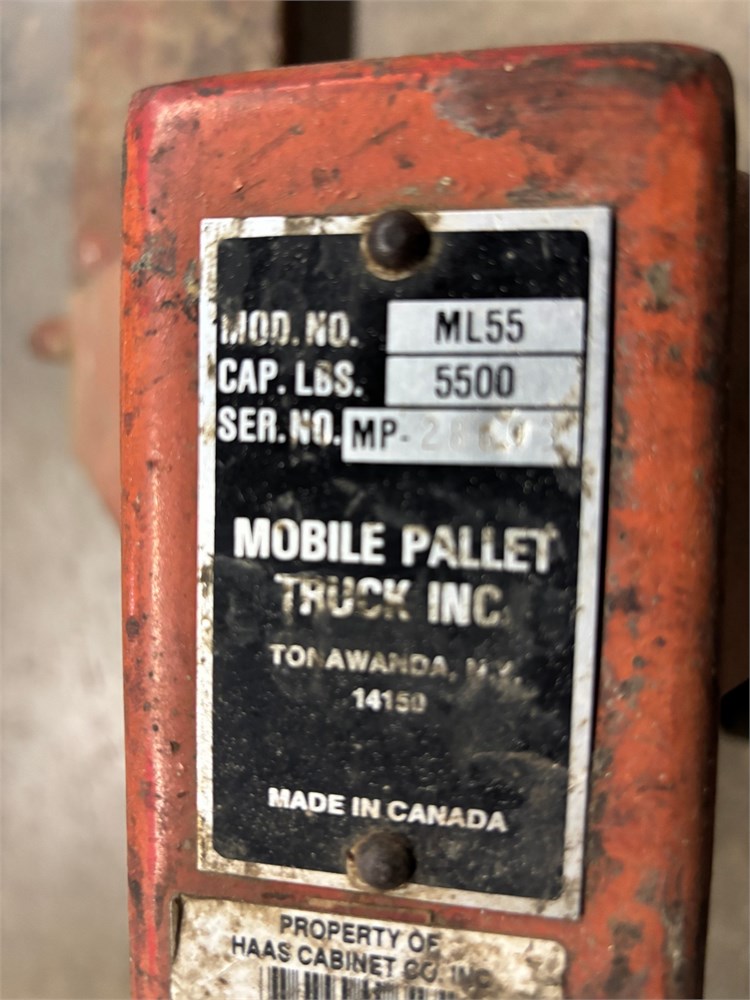 MOD. NO. ML55
CAP. LBS. 5500
SER. NO. MP-
MOBILE PALLET
TRUCK INC.
TONAWANDA, N.Y.
14150
MADE IN CANADA
PROPERTY OF
HAAS CABINET CO. INC